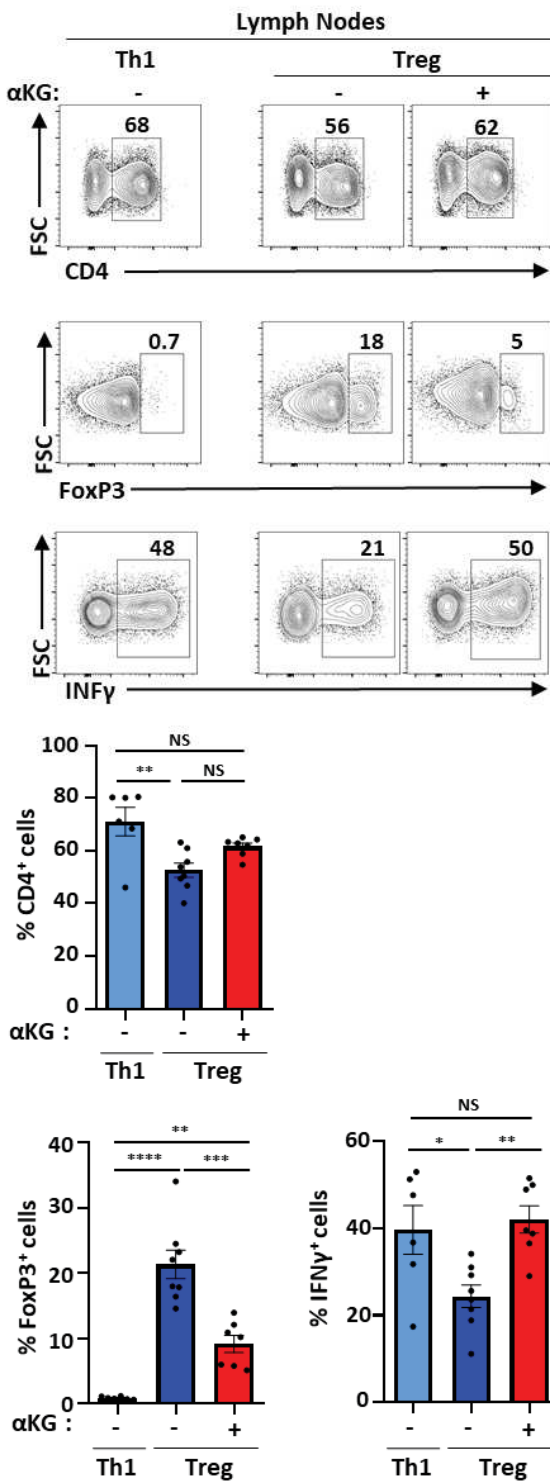 Lymph Nodes
Th1 Treg
αKG: - - +
68 56 62
FSC
CD4
0.7 18 5
FSC
FoxP3
48 21 50
FSC
INFγ
NS
** NS
100
80
60
40
20
0
% CD4⁺ cells
αKG : - - +
Th1 Treg
**
**** ***
40
30
20
10
0
% FoxP3⁺ cells
αKG : - - +
Th1 Treg
NS
* **
60
40
20
0
% IFNγ⁺ cells
- - +
Th1 Treg